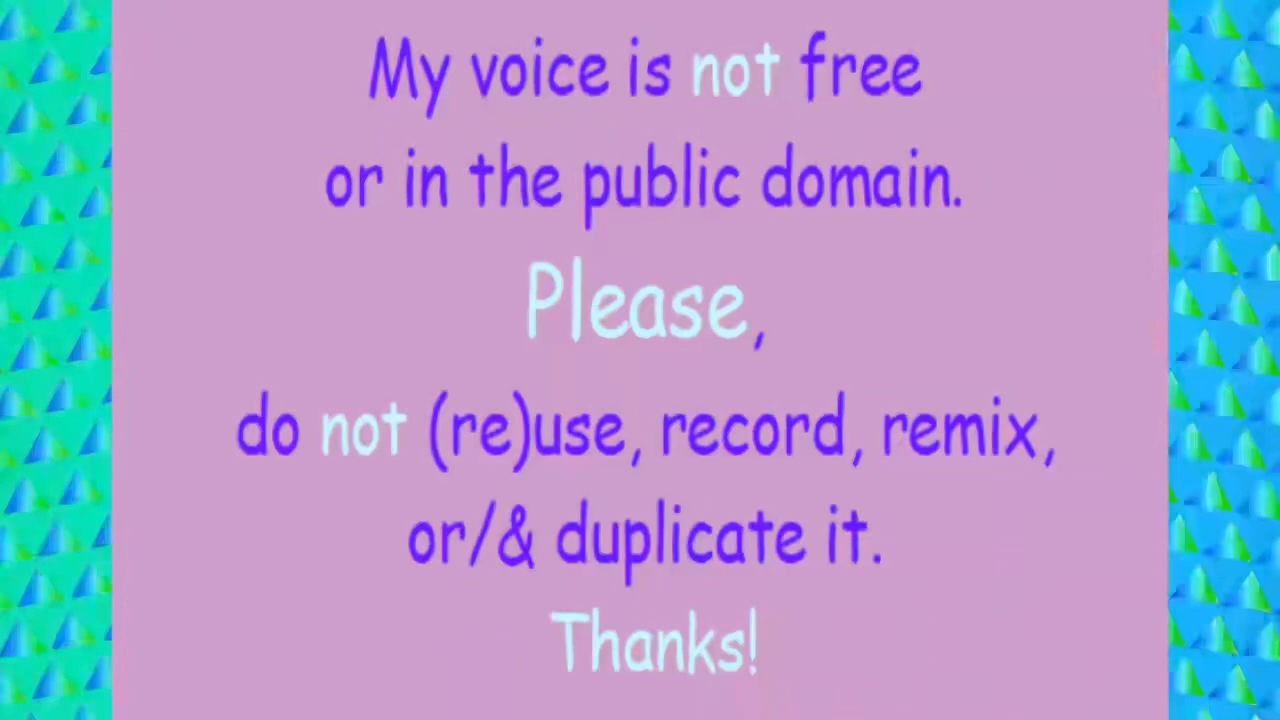 My voice is not free
or in the public domain.
Please,
do not (re)use, record, remix,
or/& duplicate it.
Thanks!